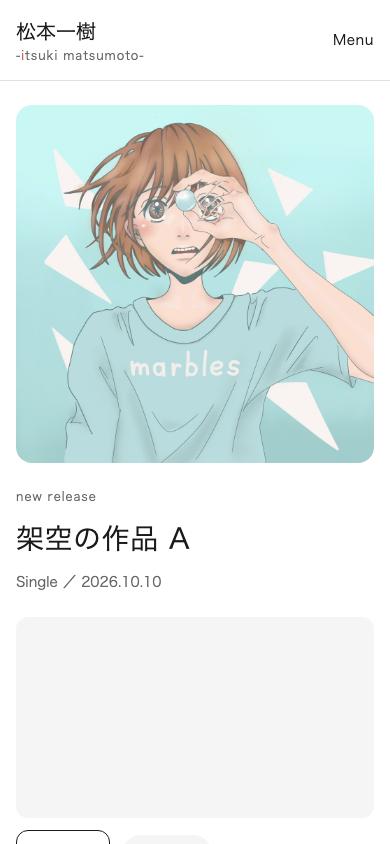 松本一樹
-itsuki matsumoto-
Menu
marbles
new release
架空の作品 A
Single ／ 2026.10.10